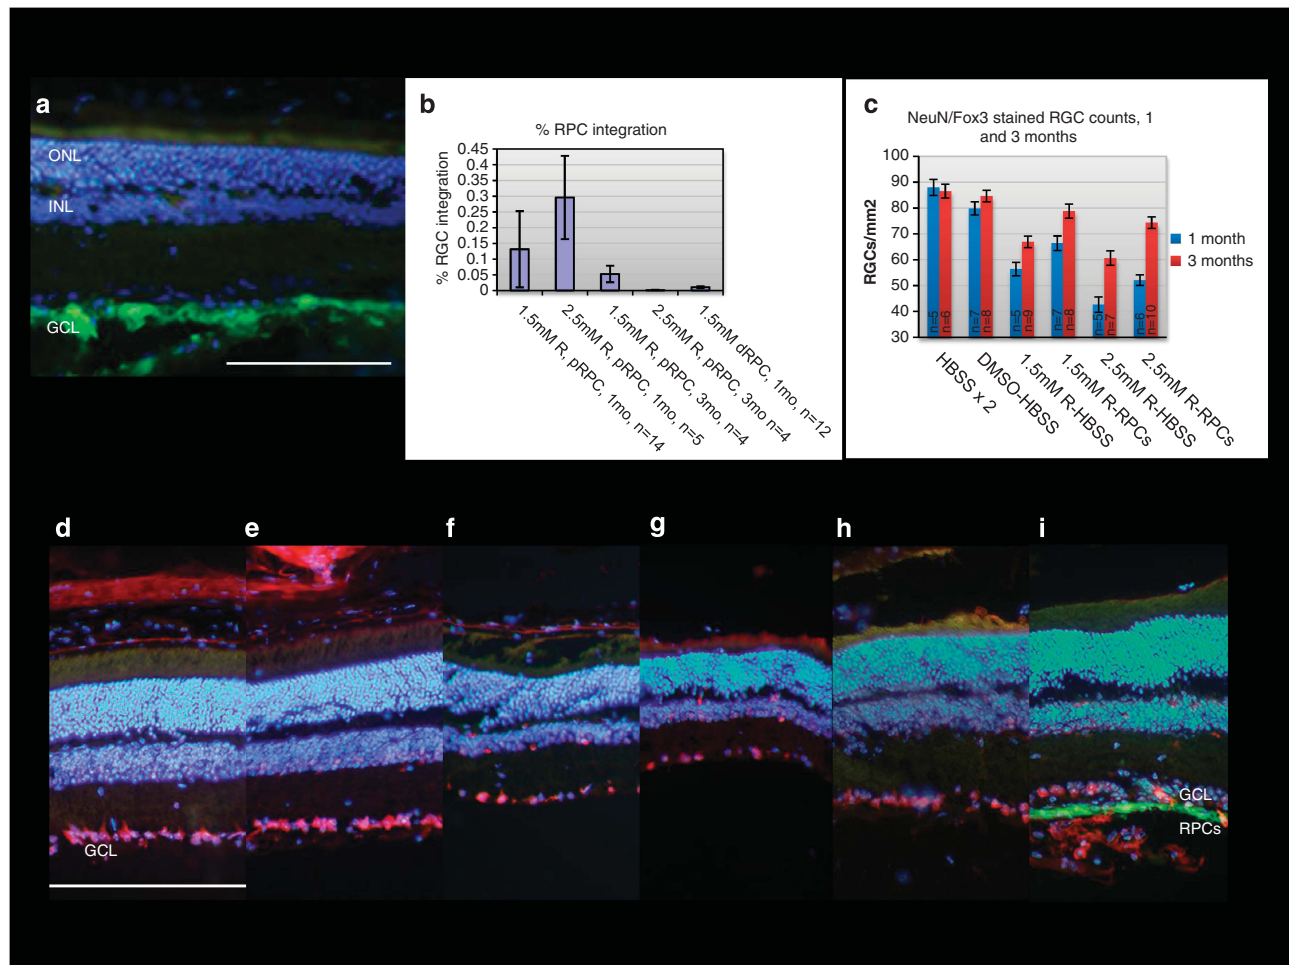 a
ONL
INL
GCL
b
% RPC integration
% RGC integration
0.45
0.4
0.35
0.3
0.25
0.2
0.15
0.1
0.05
0
1.5mM R, pRPC, 1mo, n=14
2.5mM R, pRPC, 1mo, n=5
1.5mM R, pRPC, 3mo, n=4
2.5mM R, pRPC, 3mo n=4
1.5mM dRPC, 1mo, n=12
c
NeuN/Fox3 stained RGC counts, 1
and 3 months
RGCs/mm2
100
90
80
70
60
50
40
30
n=5
n=6
n=7
n=8
n=5
n=9
n=7
n=8
n=5
n=7
n=6
n=10
HBSS x 2
DMSO-HBSS
1.5mM R-HBSS
1.5mM R-RPCs
2.5mM R-HBSS
2.5mM R-RPCs
1 month
3 months
d
e
f
g
h
i
GCL
GCL
RPCs